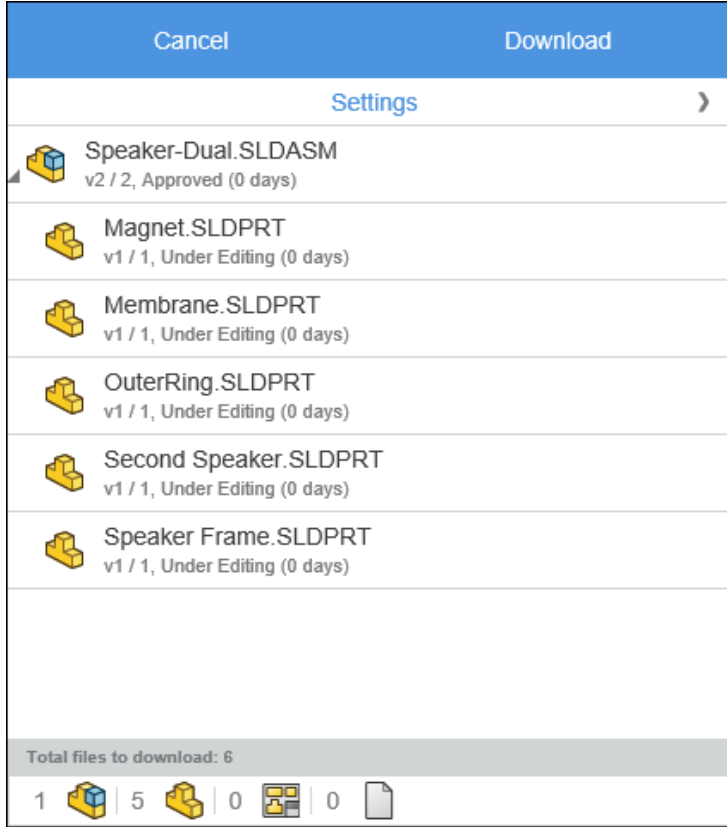 Cancel Download
Settings
Speaker-Dual.SLDASM
v2 / 2, Approved (0 days)
Magnet.SLDPRT
v1 / 1, Under Editing (0 days)
Membrane.SLDPRT
v1 / 1, Under Editing (0 days)
OuterRing.SLDPRT
v1 / 1, Under Editing (0 days)
Second Speaker.SLDPRT
v1 / 1, Under Editing (0 days)
Speaker Frame.SLDPRT
v1 / 1, Under Editing (0 days)
Total files to download: 6
1 5 0 0